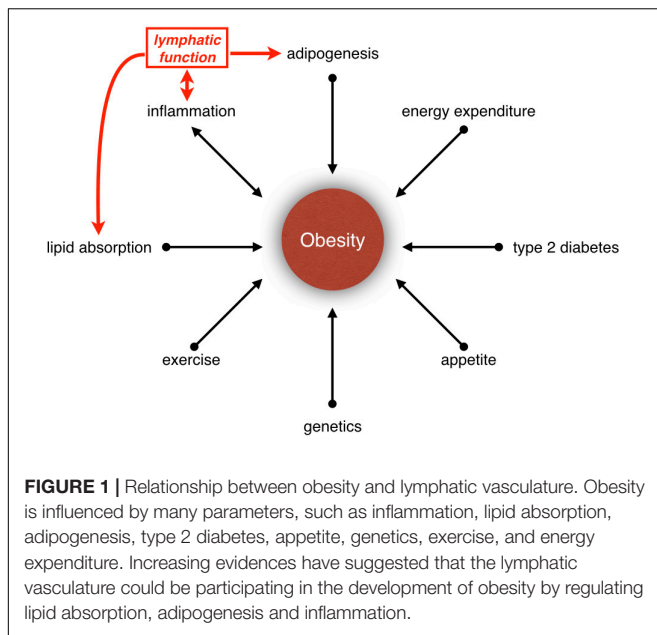 lymphatic
function
adipogenesis
inflammation
energy expenditure
lipid absorption
Obesity
type 2 diabetes
exercise
appetite
genetics
FIGURE 1 | Relationship between obesity and lymphatic vasculature. Obesity
is influenced by many parameters, such as inflammation, lipid absorption,
adipogenesis, type 2 diabetes, appetite, genetics, exercise, and energy
expenditure. Increasing evidences have suggested that the lymphatic
vasculature could be participating in the development of obesity by regulating
lipid absorption, adipogenesis and inflammation.